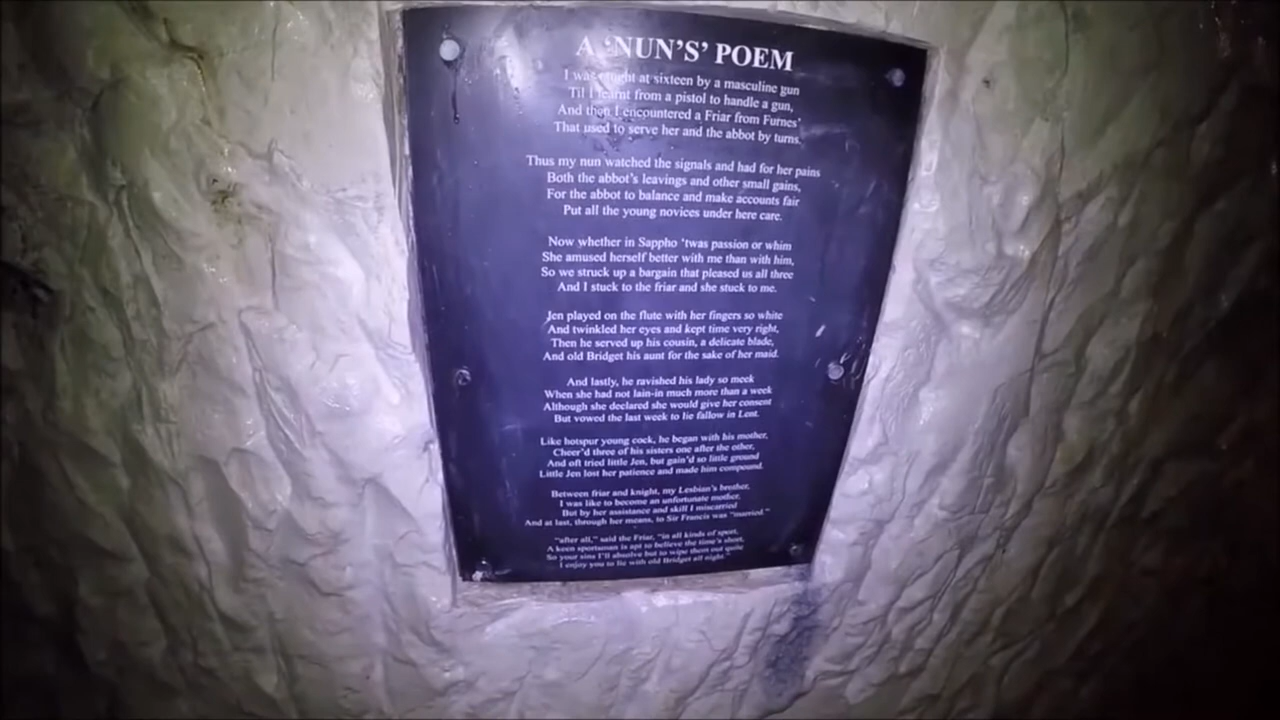 A 'NUN'S' POEM
I was at sixteen by a masculine gun
Til I learnt from a pistol to handle a gun,
And then I encountered a Friar from Furnes'
That used to serve her and the abbot by turns.
Thus my nun watched the signals and had for her pains
Both the abbot's leavings and other small gains,
For the abbot to balance and make accounts fair
Put all the young novices under here care.
Now whether in Sappho 'twas passion or whim
She amused herself better with me than with him,
So we struck up a bargain that pleased us all three
And I stuck to the friar and she stuck to me.
Jen played on the flute with her fingers so white
And twinkled her eyes and kept time very right,
Then he served up his cousin, a delicate blade,
And old Bridget his aunt for the sake of her maid.
And lastly, he ravished his lady so meek
When she had not lain-in much more than a week
Although she declared she would give her consent
But vowed the last week to lie fallow in Lent.
Like hotspur young cock, he began with his mother,
Cheer'd three of his sisters one after the other,
And oft tried little Jen, but gain'd so little ground
Little Jen lost her patience and made him compound.
Between friar and knight, my Lesbian's brother,
I was like to become an unfortunate mother,
But by her assistance and skill I miscarried
And at last, through her means, to Sir Francis was "married."
"after all," said the Friar, "in all kinds of sport,
A keen sportsman is apt to believe the time's short,
So your sins I'll absolve but to wipe them out quite
I enjoy you to lie with old Bridget all night."